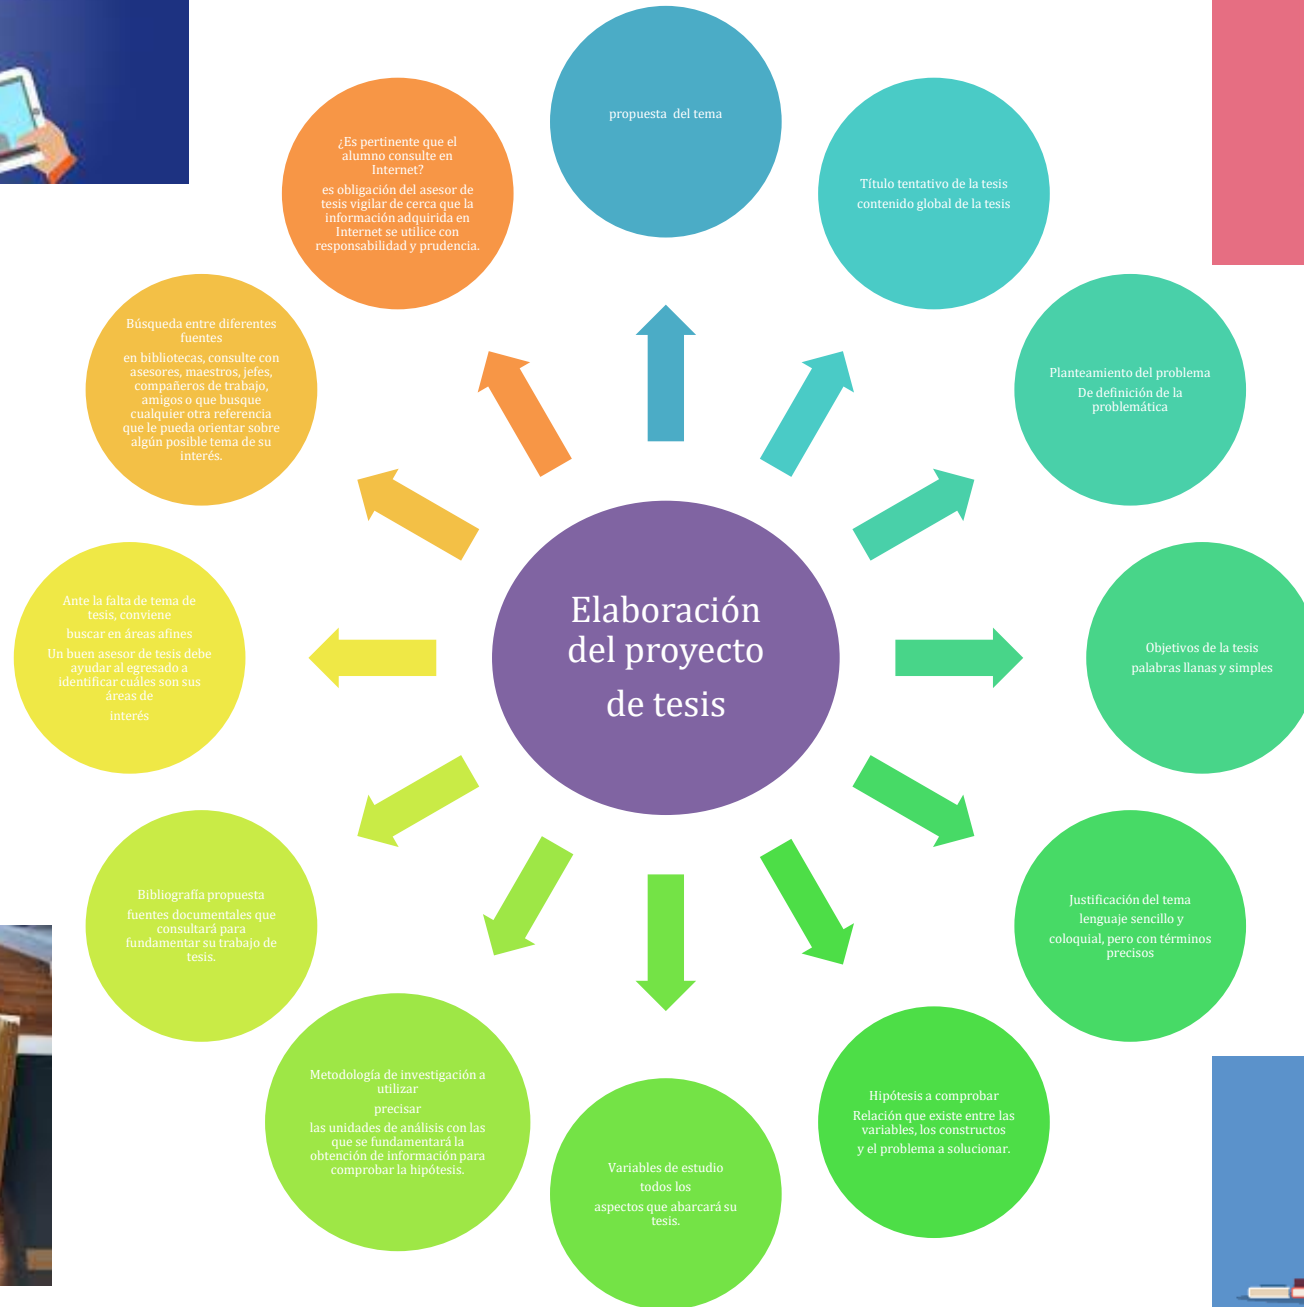 propuesta del tema
Título tentativo de la tesis
contenido global de la tesis
Planteamiento del problema
De definición de la
problemática
Objetivos de la tesis
palabras llanas y simples
Justificación del tema
lenguaje sencillo y
coloquial, pero con términos
precisos
Hipótesis a comprobar
Relación que existe entre las
variables, los constructos
y el problema a solucionar.
Variables de estudio
todos los
aspectos que abarcará su
tesis.
Metodología de investigación a
utilizar
precisar
las unidades de análisis con las
que se fundamentará la
obtención de información para
comprobar la hipótesis.
Bibliografía propuesta
fuentes documentales que
consultará para
fundamentar su trabajo de
tesis.
Ante la falta de tema de
tesis, conviene
buscar en áreas afines
Un buen asesor de tesis debe
ayudar al egresado a
identificar cuáles son sus
áreas de
interés
Búsqueda entre diferentes
fuentes
en bibliotecas, consulte con
asesores, maestros, jefes,
compañeros de trabajo,
amigos o que busque
cualquier otra referencia
que le pueda orientar sobre
algún posible tema de su
interés.
¿Es pertinente que el
alumno consulte en
Internet?
es obligación del asesor de
tesis vigilar de cerca que la
información adquirida en
Internet se utilice con
responsabilidad y prudencia.
Elaboración
del proyecto
de tesis